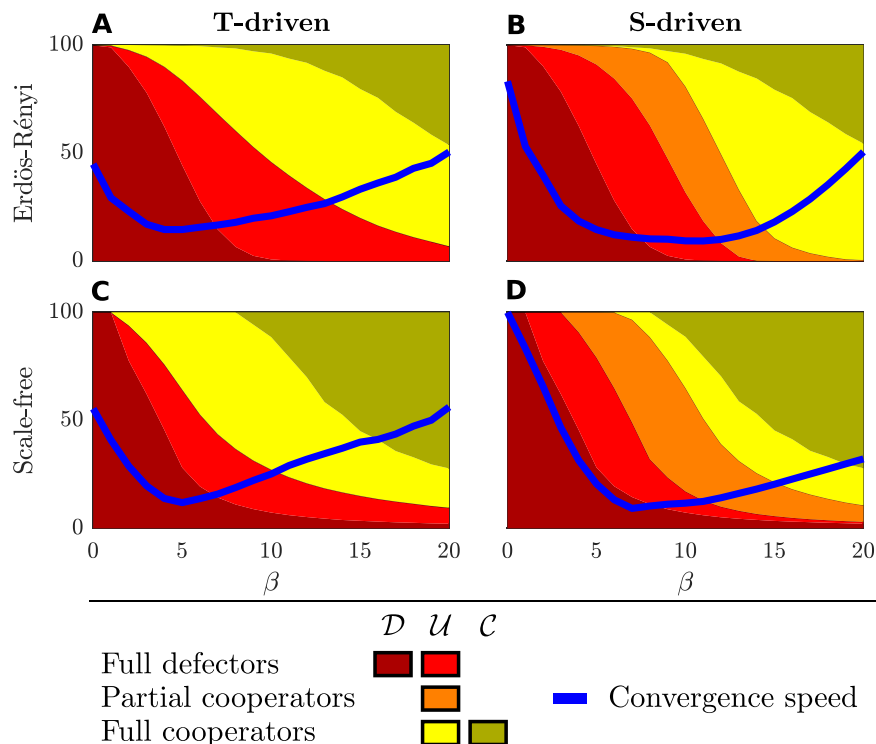 A T-driven B S-driven
100
50
0
Erdös-Rényi
C D
100
50
0
Scale-free
0 5 10 15 20 0 5 10 15 20
β β
𝒟 𝒰 𝒞
Full defectors
Partial cooperators Convergence speed
Full cooperators